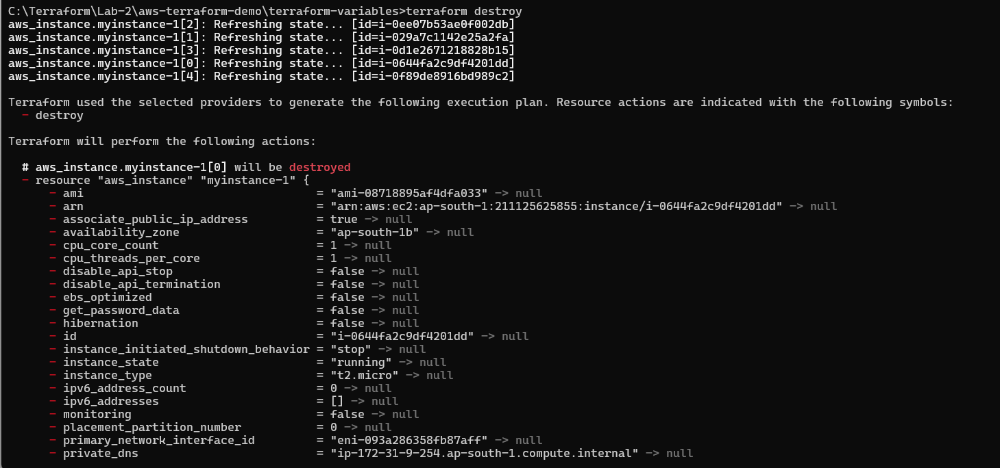 C:\Terraform\Lab-2\aws-terraform-demo\terraform-variables>terraform destroy
aws_instance.myinstance-1[2]: Refreshing state... [id=i-0ee07b53ae0f002db]
aws_instance.myinstance-1[1]: Refreshing state... [id=i-029a7c1142e25a2fa]
aws_instance.myinstance-1[3]: Refreshing state... [id=i-0d1e2671218828b15]
aws_instance.myinstance-1[0]: Refreshing state... [id=i-0644fa2c9df4201dd]
aws_instance.myinstance-1[4]: Refreshing state... [id=i-0f89de8916bd989c2]

Terraform used the selected providers to generate the following execution plan. Resource actions are indicated with the following symbols:
  - destroy

Terraform will perform the following actions:

  # aws_instance.myinstance-1[0] will be destroyed
  - resource "aws_instance" "myinstance-1" {
      - ami                                  = "ami-08718895af4dfa033" -> null
      - arn                                  = "arn:aws:ec2:ap-south-1:211125625855:instance/i-0644fa2c9df4201dd" -> null
      - associate_public_ip_address          = true -> null
      - availability_zone                    = "ap-south-1b" -> null
      - cpu_core_count                       = 1 -> null
      - cpu_threads_per_core                 = 1 -> null
      - disable_api_stop                     = false -> null
      - disable_api_termination              = false -> null
      - ebs_optimized                        = false -> null
      - get_password_data                    = false -> null
      - hibernation                          = false -> null
      - id                                   = "i-0644fa2c9df4201dd" -> null
      - instance_initiated_shutdown_behavior = "stop" -> null
      - instance_state                       = "running" -> null
      - instance_type                        = "t2.micro" -> null
      - ipv6_address_count                   = 0 -> null
      - ipv6_addresses                       = [] -> null
      - monitoring                           = false -> null
      - placement_partition_number           = 0 -> null
      - primary_network_interface_id         = "eni-093a286358fb87aff" -> null
      - private_dns                          = "ip-172-31-9-254.ap-south-1.compute.internal" -> null